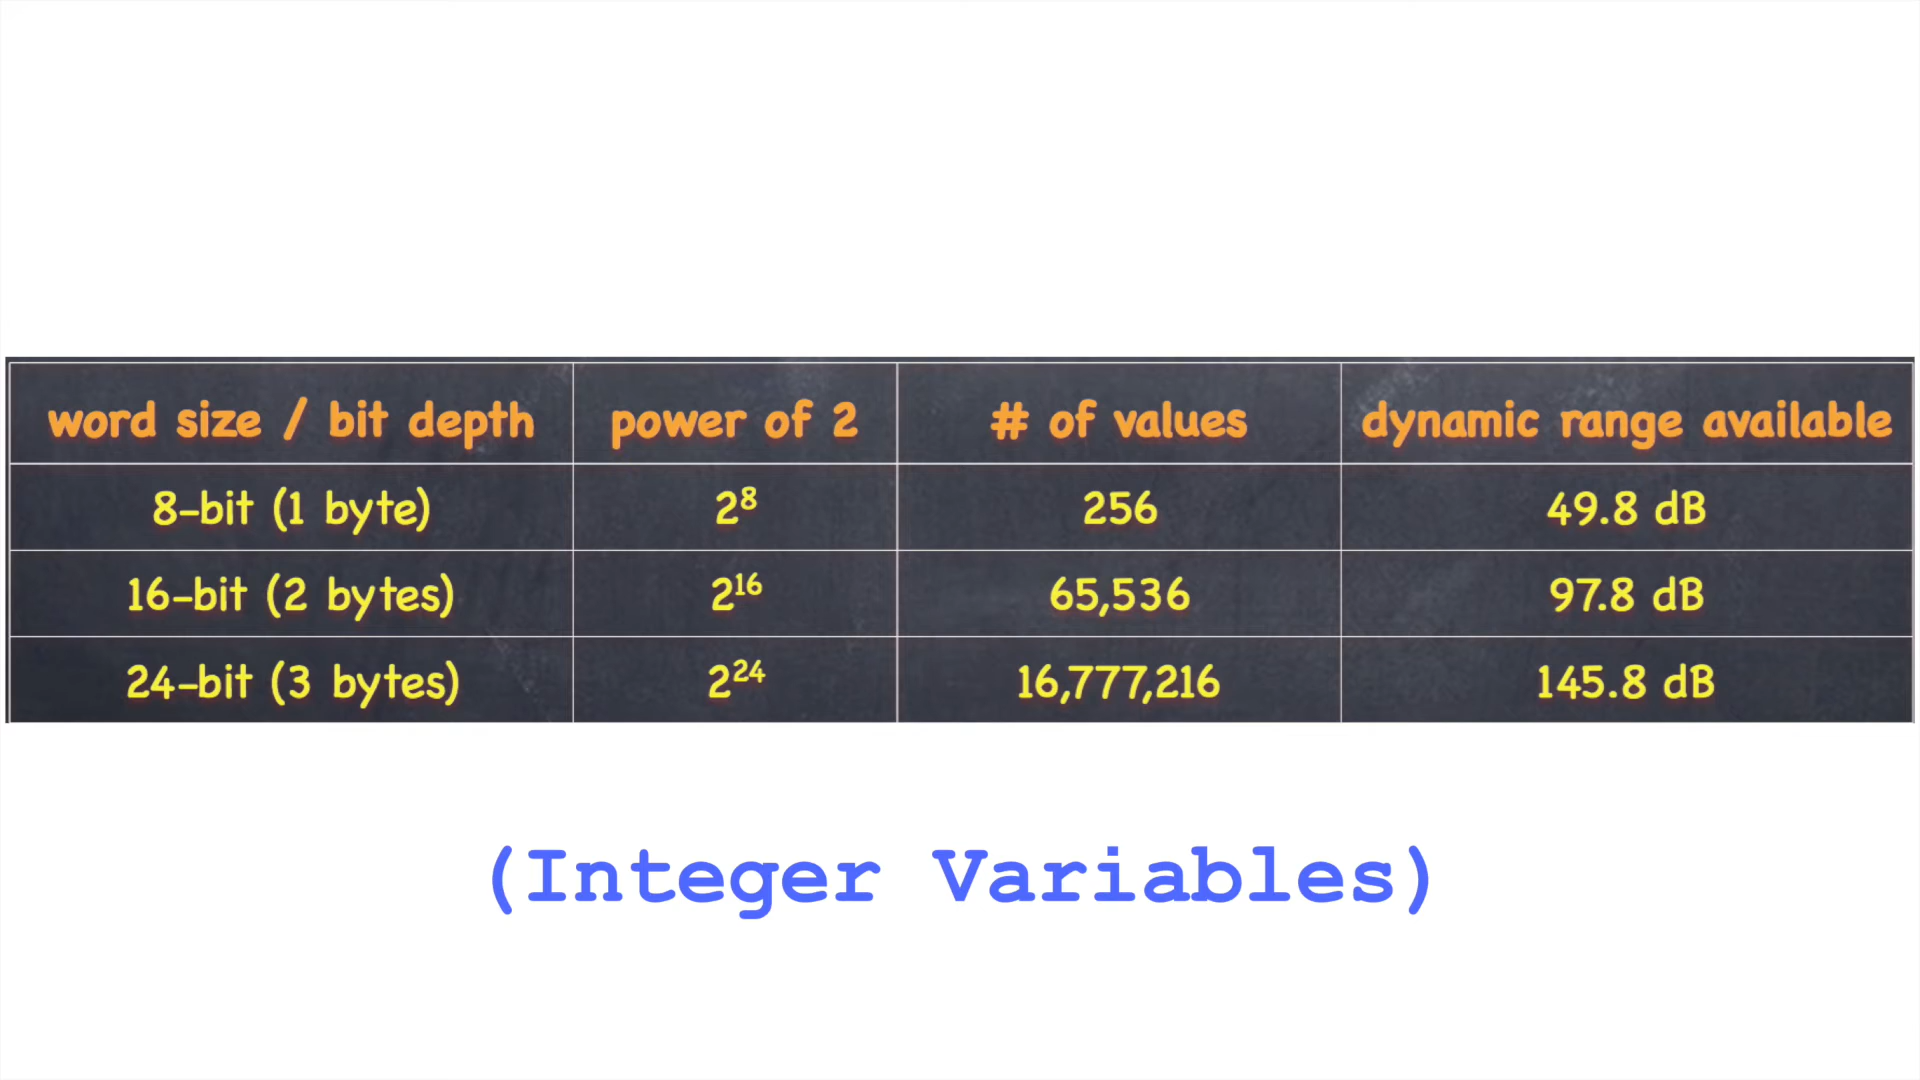 word size / bit depth power of 2 # of values dynamic range available
8-bit (1 byte) 2⁸ 256 49.8 dB
16-bit (2 bytes) 2¹⁶ 65,536 97.8 dB
24-bit (3 bytes) 2²⁴ 16,777,216 145.8 dB
(Integer Variables)